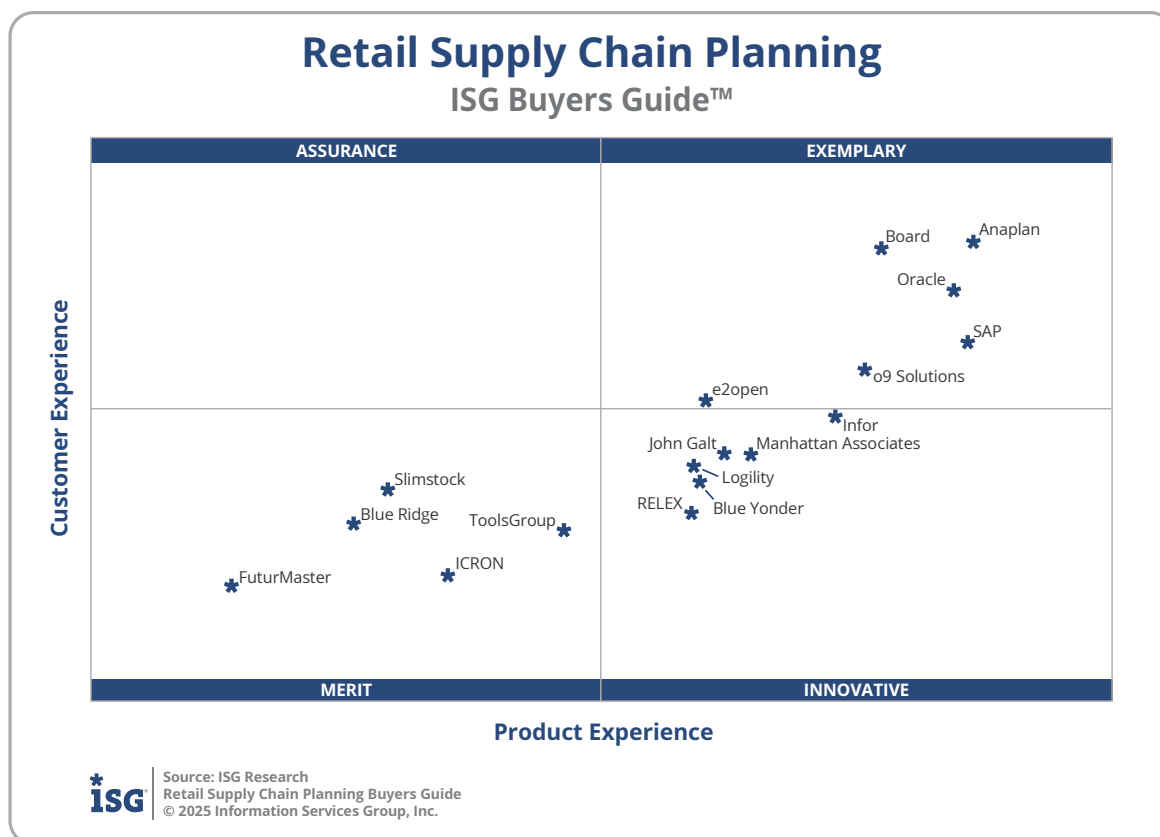 Retail Supply Chain Planning
ISG Buyers Guide™
ASSURANCE
EXEMPLARY
Board
Anaplan
Oracle
SAP
o9 Solutions
e2open
Infor
John Galt
Manhattan Associates
Logility
Blue Yonder
RELEX
Slimstock
Blue Ridge
ToolsGroup
ICRON
FuturMaster
Customer Experience
MERIT
INNOVATIVE
Product Experience
iSG
Source: ISG Research
Retail Supply Chain Planning Buyers Guide
© 2025 Information Services Group, Inc.